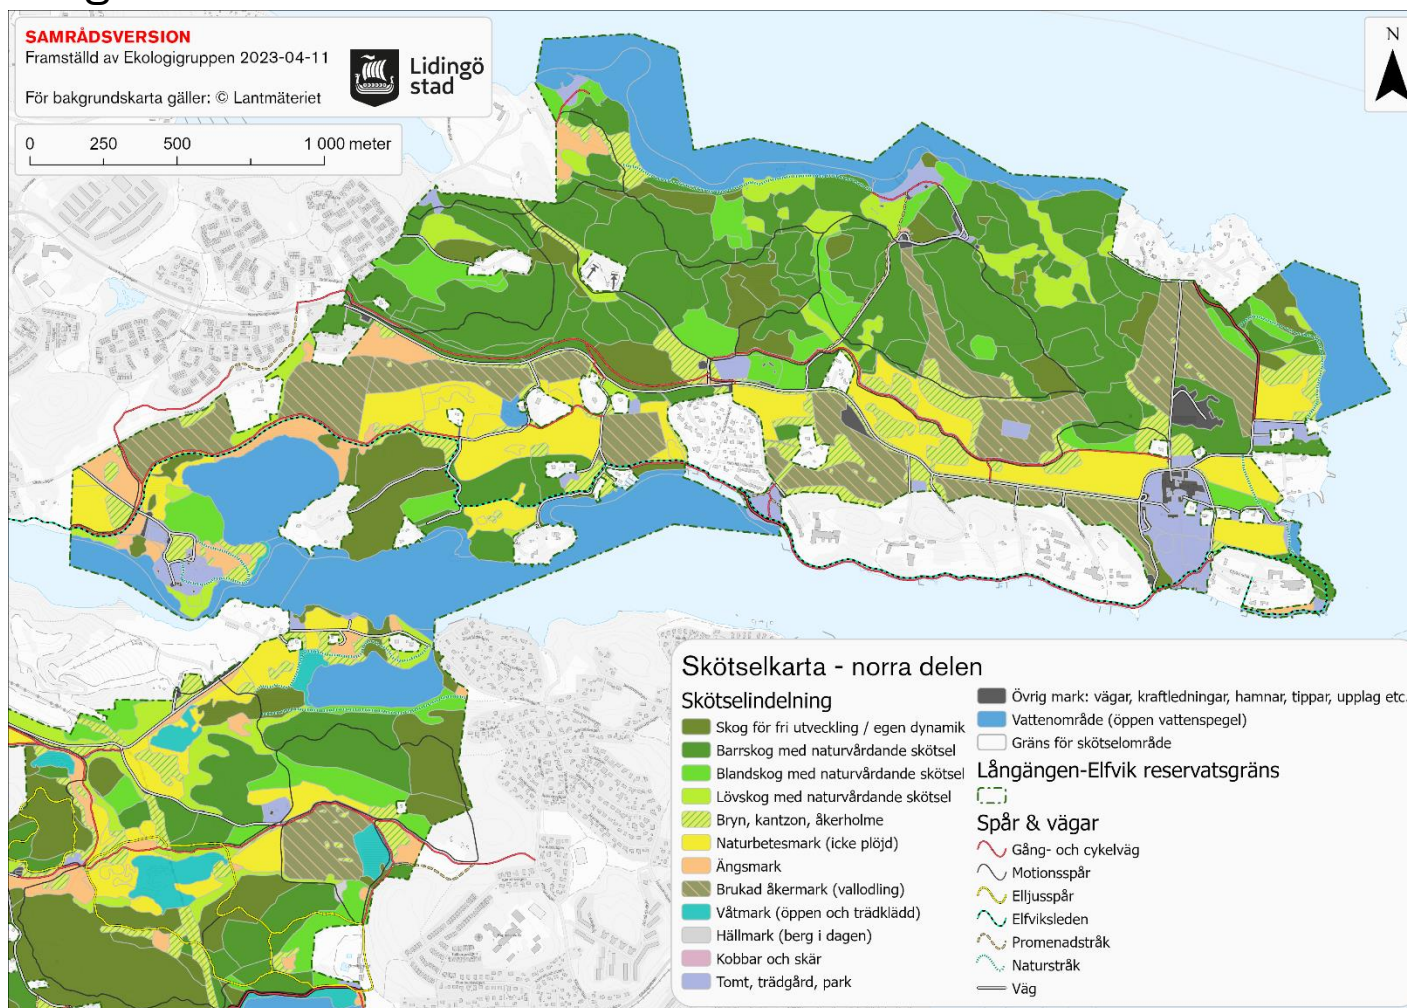 SAMRÅDSVERSION
Framställd av Ekologigruppen 2023-04-11
För bakgrundskarta gäller: © Lantmäteriet
Lidingö
stad
N
0 250 500 1 000 meter
Skötselkarta - norra delen
Skötselindelning
Skog för fri utveckling / egen dynamik
Barrskog med naturvårdande skötsel
Blandskog med naturvårdande skötsel
Lövskog med naturvårdande skötsel
Bryn, kantzon, åkerholme
Naturbetesmark (icke plöjd)
Ängsmark
Brukad åkermark (vallodling)
Våtmark (öppen och trädklädd)
Hällmark (berg i dagen)
Kobbar och skär
Tomt, trädgård, park
Övrig mark: vägar, kraftledningar, hamnar, tippar, upplag etc.
Vattenområde (öppen vattenspegel)
Gräns för skötselområde
Långängen-Elfvik reservatsgräns
Spår & vägar
Gång- och cykelväg
Motionsspår
Elljusspår
Elfviksleden
Promenadstråk
Naturstråk
Väg